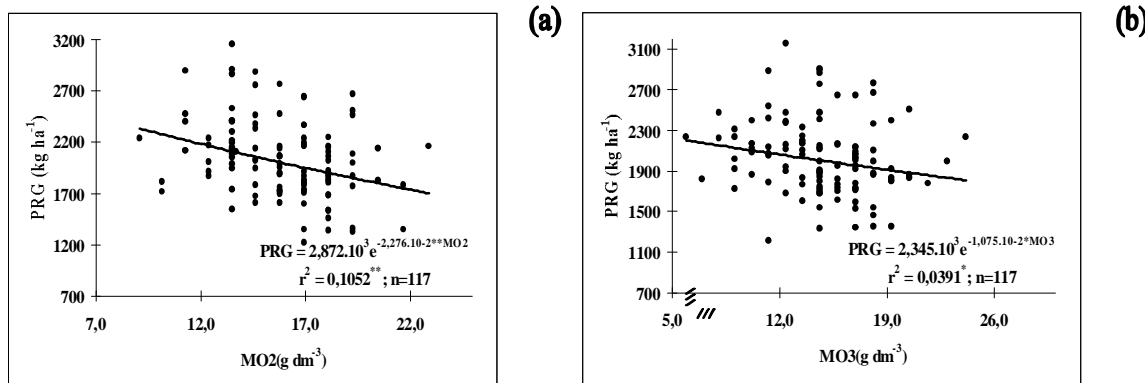 (a)
PRG (kg ha⁻¹)
3200
2700
2200
1700
1200
700
7,0 12,0 17,0 22,0
MO2(g dm⁻³)
PRG = 2,872.10³ e⁻²,²⁷⁶·¹⁰⁻²**ᴹᴼ²
r² = 0,1052**; n=117
(b)
PRG (kg ha⁻¹)
3100
2700
2300
1900
1500
1100
700
5,0 12,0 19,0 26,0
MO3(g dm⁻³)
PRG = 2,345.10³ e⁻¹,⁰⁷⁵·¹⁰⁻²*ᴹᴼ³
r² = 0,0391*; n=117